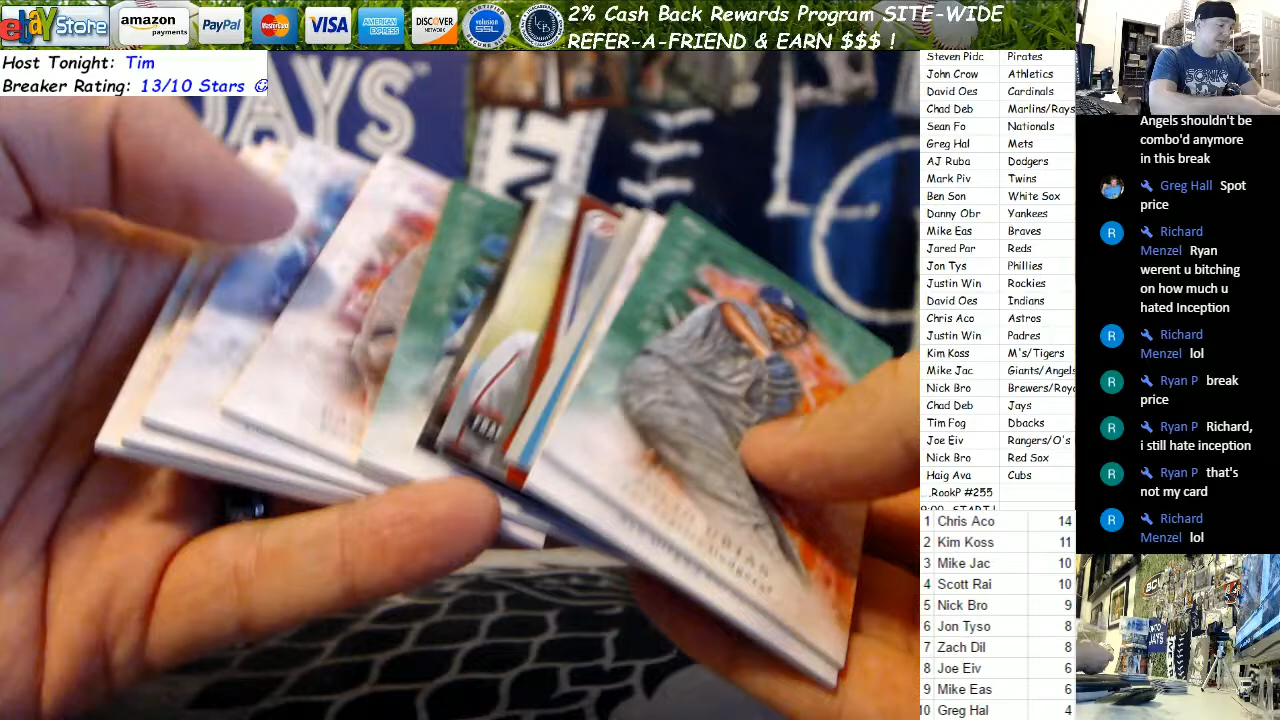 ebay Store
amazon
payments
PayPal
MasterCard
VISA
AMERICAN
EXPRESS
DISCOVER
NETWORK
volusion
SSL
2% Cash Back Rewards Program SITE-WIDE
REFER-A-FRIEND & EARN $$$ !
Host Tonight: Tim
Breaker Rating: 13/10 Stars ☺
JAYS
Steven Pidc Pirates
John Crow Athletics
David Oes Cardinals
Chad Deb Marlins/Rays
Sean Fo Nationals
Greg Hal Mets
AJ Ruba Dodgers
Mark Piv Twins
Ben Son White Sox
Danny Obr Yankees
Mike Eas Braves
Jared Par Reds
Jon Tys Phillies
Justin Win Rockies
David Oes Indians
Chris Aco Astros
Justin Win Padres
Kim Koss M's/Tigers
Mike Jac Giants/Angels
Nick Bro Brewers/Roya
Chad Deb Jays
Tim Fog Dbacks
Joe Eiv Rangers/O's
Nick Bro Red Sox
Haig Ava Cubs
...RookP #255
9:00 START!
1 Chris Aco 14
2 Kim Koss 11
3 Mike Jac 10
4 Scott Rai 10
5 Nick Bro 9
6 Jon Tyso 8
7 Zach Dil 8
8 Joe Eiv 6
9 Mike Eas 6
10 Greg Hal 4
Angels shouldn't be
combo'd anymore
in this break
Greg Hall Spot
price
R Richard
Menzel Ryan
werent u bitching
on how much u
hated Inception
R Richard
Menzel lol
R Ryan P break
price
R Ryan P Richard,
i still hate inception
R Ryan P that's
not my card
R Richard
Menzel lol